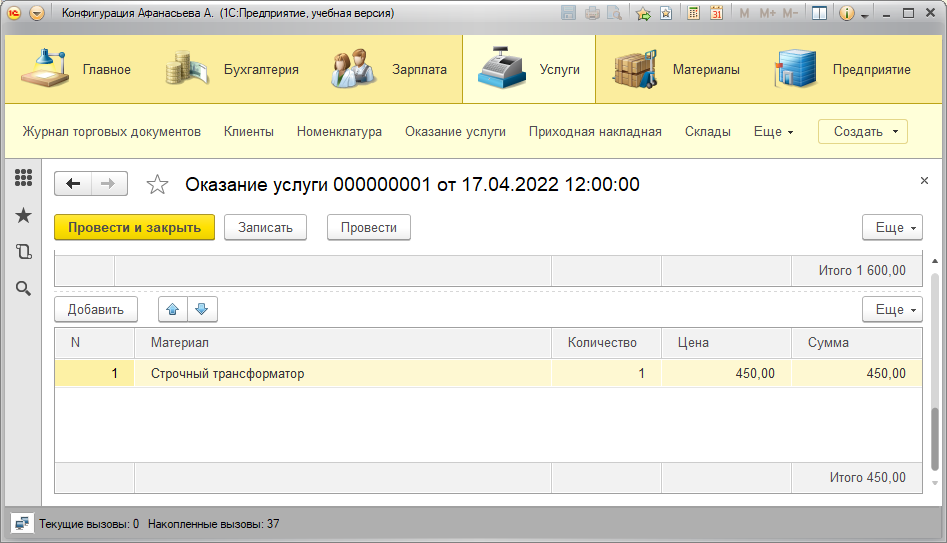 Конфигурация Афанасьева А. (1С:Предприятие, учебная версия)
M M+ M-
Главное Бухгалтерия Зарплата Услуги Материалы Предприятие
Журнал торговых документов Клиенты Номенклатура Оказание услуги Приходная накладная Склады Еще Создать
Оказание услуги 000000001 от 17.04.2022 12:00:00
Провести и закрыть Записать Провести Еще
Итого 1 600,00
Добавить Еще
N Материал Количество Цена Сумма
1 Строчный трансформатор 1 450,00 450,00
Итого 450,00
Текущие вызовы: 0 Накопленные вызовы: 37